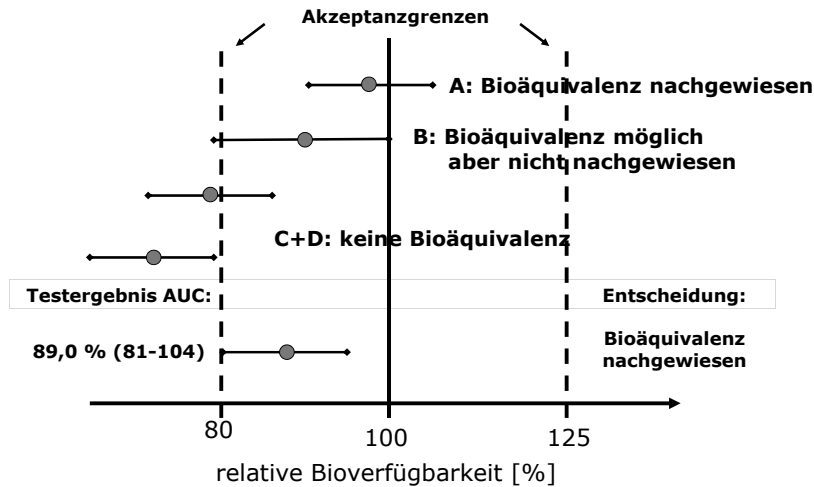 Akzeptanzgrenzen
A: Bioäquivalenz nachgewiesen
B: Bioäquivalenz möglich
aber nicht nachgewiesen
C+D: keine Bioäquivalenz
Testergebnis AUC:
Entscheidung:
89,0 % (81-104)
Bioäquivalenz
nachgewiesen
80
100
125
relative Bioverfügbarkeit [%]